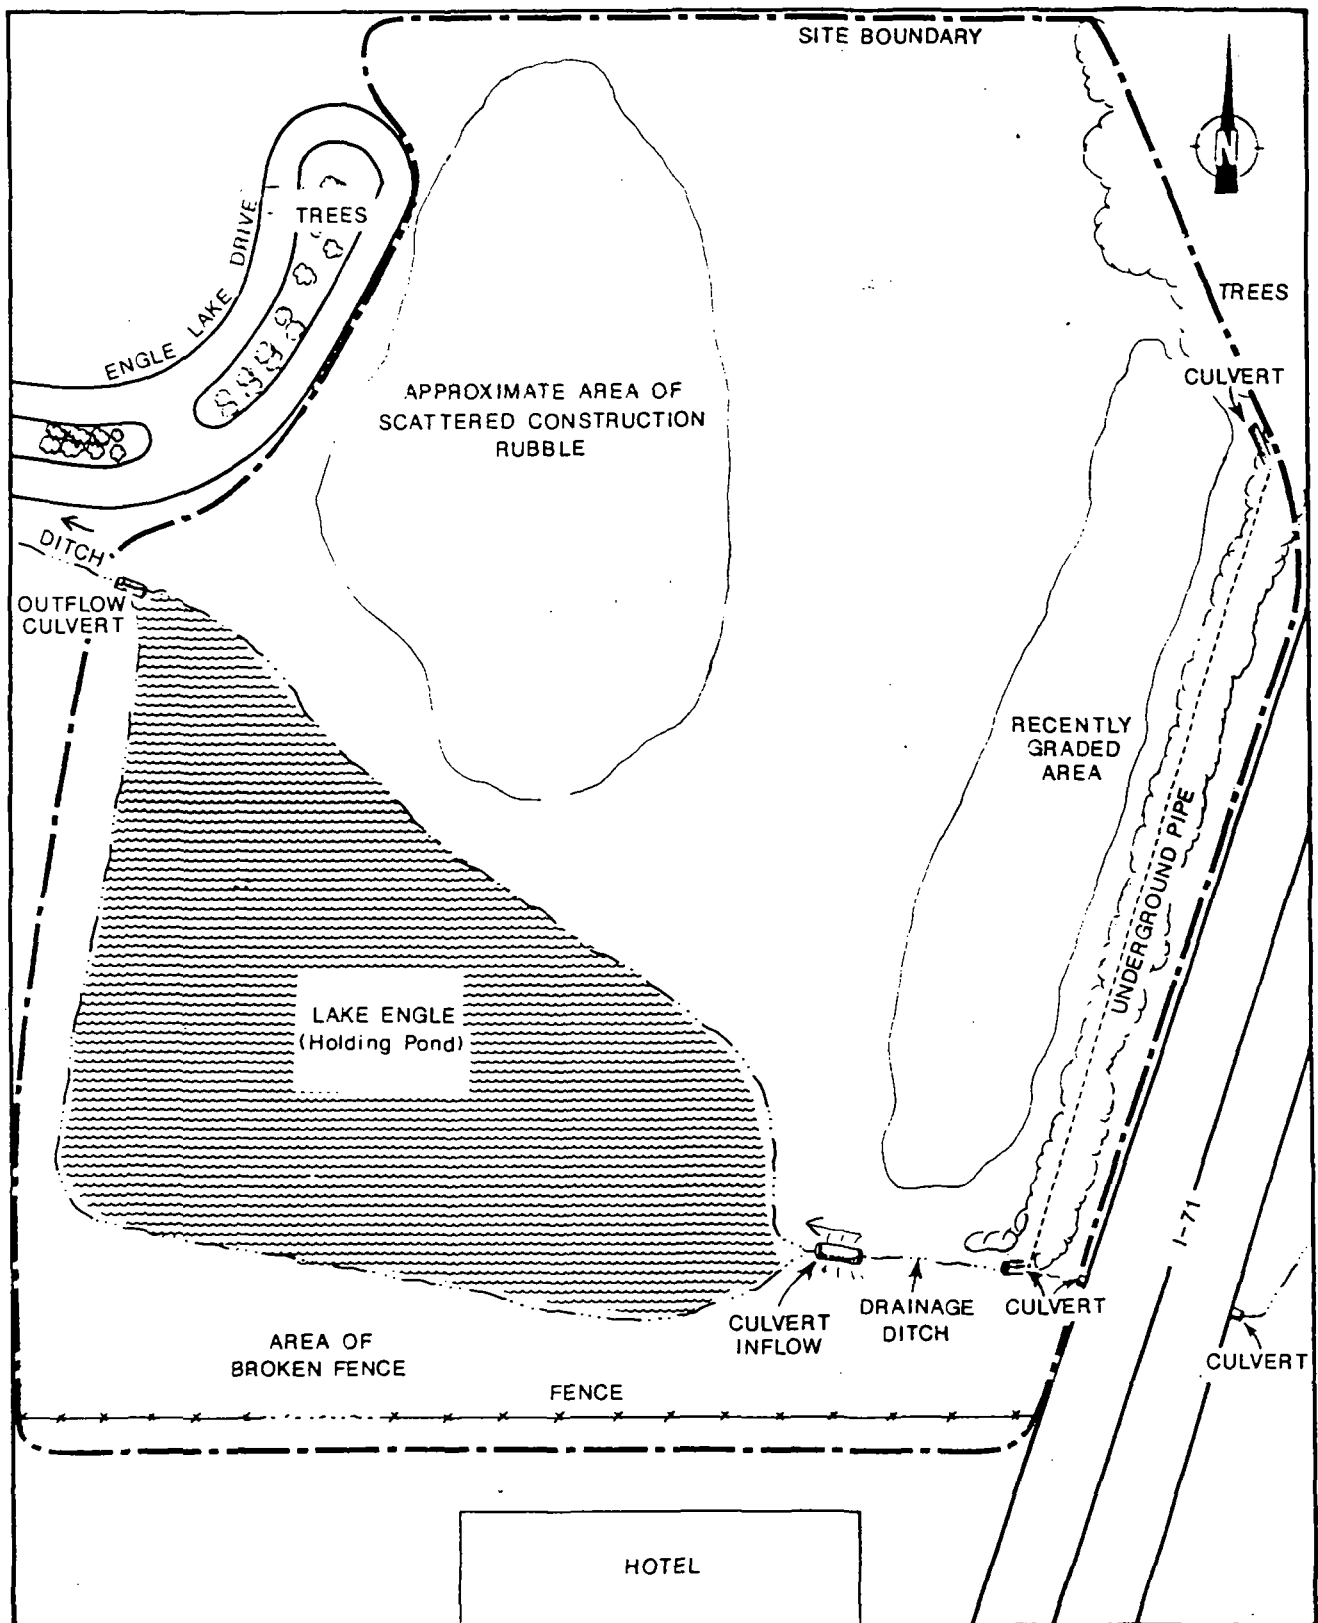 SITE BOUNDARY
N
TREES
ENGLE LAKE DRIVE
TREES
CULVERT
APPROXIMATE AREA OF
SCATTERED CONSTRUCTION
RUBBLE
DITCH
OUTFLOW
CULVERT
RECENTLY
GRADED
AREA
UNDERGROUND PIPE
LAKE ENGLE
(Holding Pond)
I-71
CULVERT
INFLOW
DRAINAGE
DITCH
CULVERT
CULVERT
AREA OF
BROKEN FENCE
FENCE
HOTEL